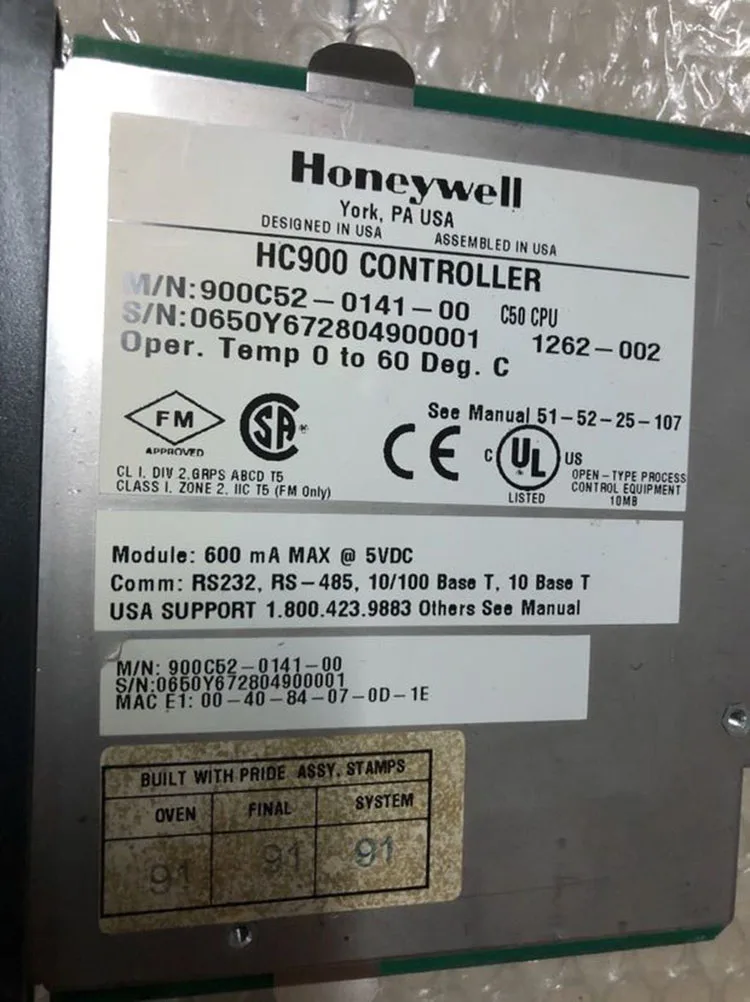 Honeywell
York, PA USA
DESIGNED IN USA ASSEMBLED IN USA
HC900 CONTROLLER
M/N:900C52-0141-00 C50 CPU
S/N:0650Y672804900001 1262-002
Oper. Temp 0 to 60 Deg. C
See Manual 51-52-25-107
FM
APPROVED
SA
CE
C UL US
LISTED
OPEN-TYPE PROCESS
CONTROL EQUIPMENT
10MB
CL I, DIV 2,GRPS ABCD T5
CLASS I, ZONE 2, IIC T5 (FM Only)
Module: 600 mA MAX @ 5VDC
Comm: RS232, RS-485, 10/100 Base T, 10 Base T
USA SUPPORT 1.800.423.9883 Others See Manual
M/N: 900C52-0141-00
S/N:0650Y672804900001
MAC E1: 00-40-84-07-0D-1E
BUILT WITH PRIDE ASSY. STAMPS
OVEN FINAL SYSTEM
91 91 91